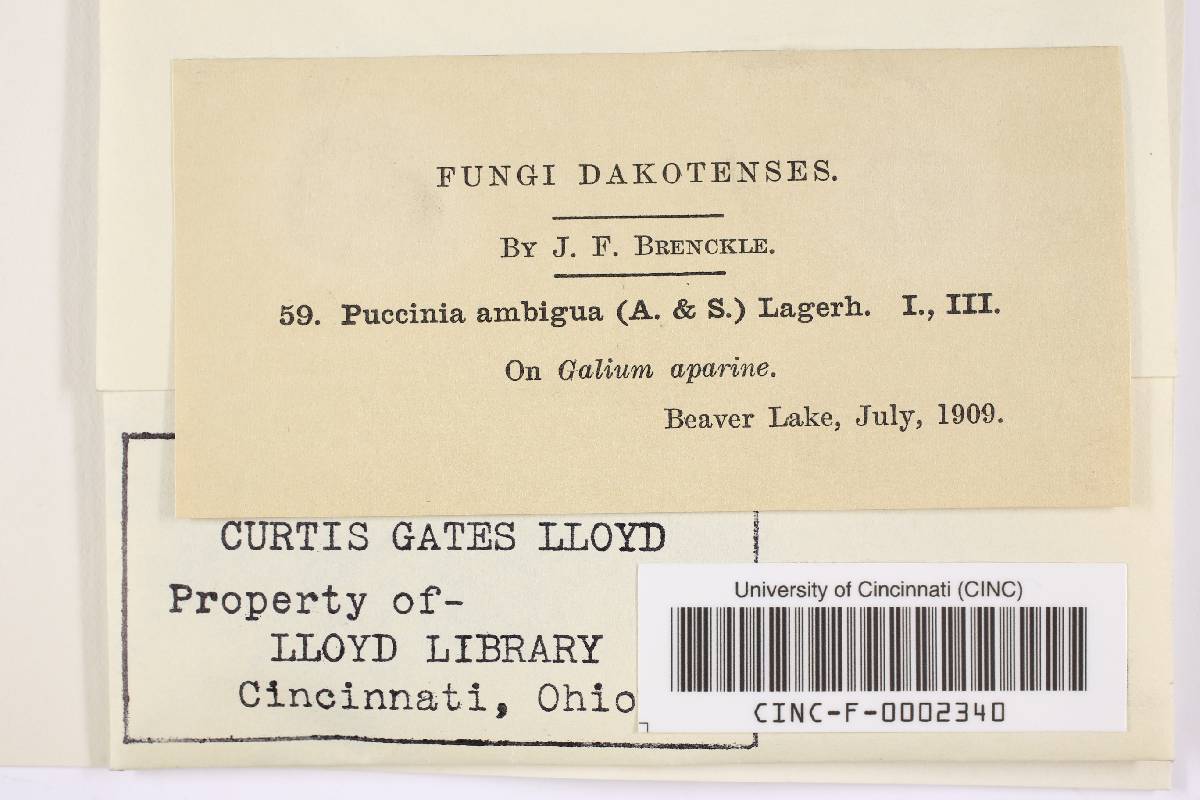 FUNGI DAKOTENSES.
BY J. F. BRENCKLE.
59. Puccinia ambigua (A. & S.) Lagerh. I., III.
On Galium aparine.
Beaver Lake, July, 1909.
CURTIS GATES LLOYD
Property of-
LLOYD LIBRARY
Cincinnati, Ohio
University of Cincinnati (CINC)
CINC-F-0002340